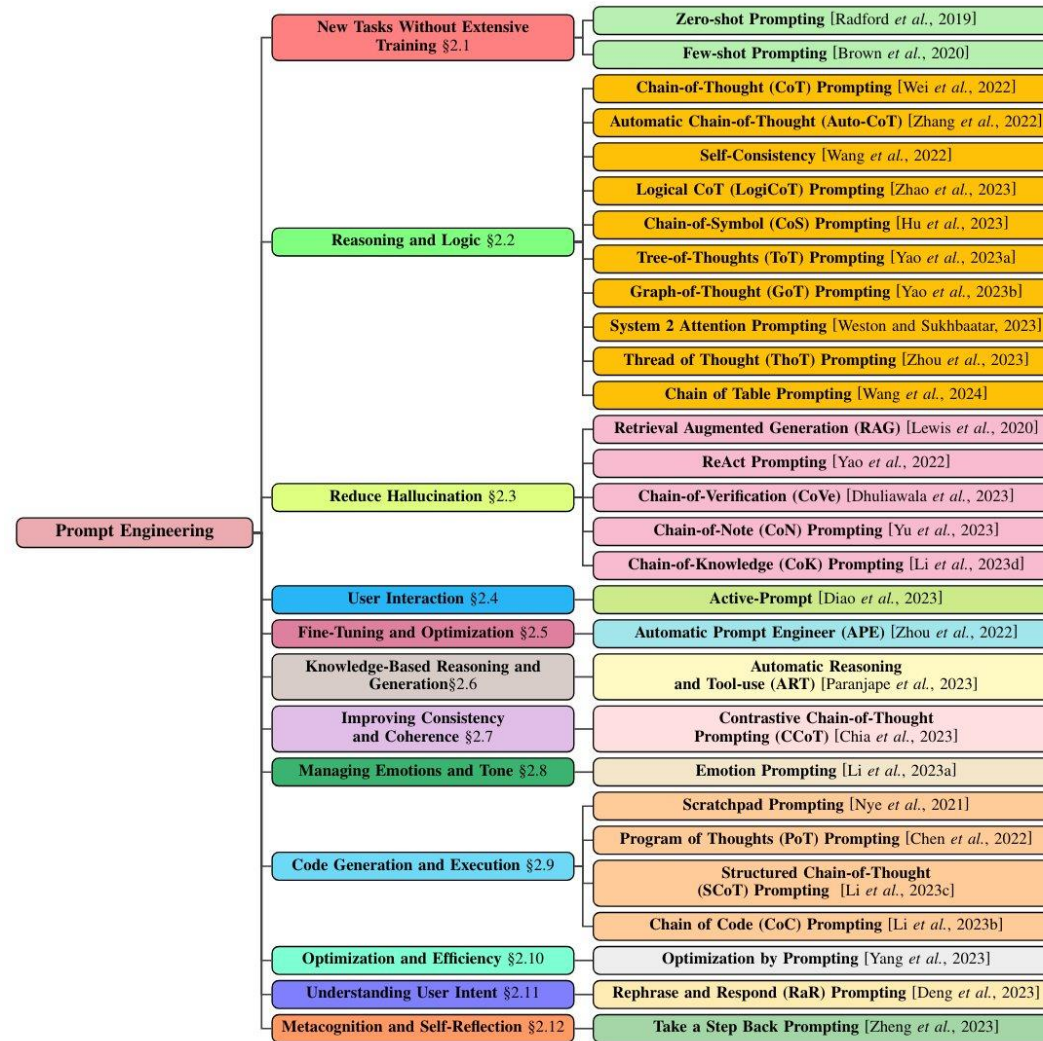 New Tasks Without Extensive
Training §2.1
Zero-shot Prompting [Radford et al., 2019]
Few-shot Prompting [Brown et al., 2020]
Chain-of-Thought (CoT) Prompting [Wei et al., 2022]
Automatic Chain-of-Thought (Auto-CoT) [Zhang et al., 2022]
Self-Consistency [Wang et al., 2022]
Logical CoT (LogiCoT) Prompting [Zhao et al., 2023]
Chain-of-Symbol (CoS) Prompting [Hu et al., 2023]
Reasoning and Logic §2.2
Tree-of-Thoughts (ToT) Prompting [Yao et al., 2023a]
Graph-of-Thought (GoT) Prompting [Yao et al., 2023b]
System 2 Attention Prompting [Weston and Sukhbaatar, 2023]
Thread of Thought (ThoT) Prompting [Zhou et al., 2023]
Chain of Table Prompting [Wang et al., 2024]
Retrieval Augmented Generation (RAG) [Lewis et al., 2020]
ReAct Prompting [Yao et al., 2022]
Reduce Hallucination §2.3
Chain-of-Verification (CoVe) [Dhuliawala et al., 2023]
Prompt Engineering
Chain-of-Note (CoN) Prompting [Yu et al., 2023]
Chain-of-Knowledge (CoK) Prompting [Li et al., 2023d]
User Interaction §2.4
Active-Prompt [Diao et al., 2023]
Fine-Tuning and Optimization §2.5
Automatic Prompt Engineer (APE) [Zhou et al., 2022]
Knowledge-Based Reasoning and
Generation§2.6
Automatic Reasoning
and Tool-use (ART) [Paranjape et al., 2023]
Improving Consistency
and Coherence §2.7
Contrastive Chain-of-Thought
Prompting (CCoT) [Chia et al., 2023]
Managing Emotions and Tone §2.8
Emotion Prompting [Li et al., 2023a]
Scratchpad Prompting [Nye et al., 2021]
Program of Thoughts (PoT) Prompting [Chen et al., 2022]
Code Generation and Execution §2.9
Structured Chain-of-Thought
(SCoT) Prompting [Li et al., 2023c]
Chain of Code (CoC) Prompting [Li et al., 2023b]
Optimization and Efficiency §2.10
Optimization by Prompting [Yang et al., 2023]
Understanding User Intent §2.11
Rephrase and Respond (RaR) Prompting [Deng et al., 2023]
Metacognition and Self-Reflection §2.12
Take a Step Back Prompting [Zheng et al., 2023]